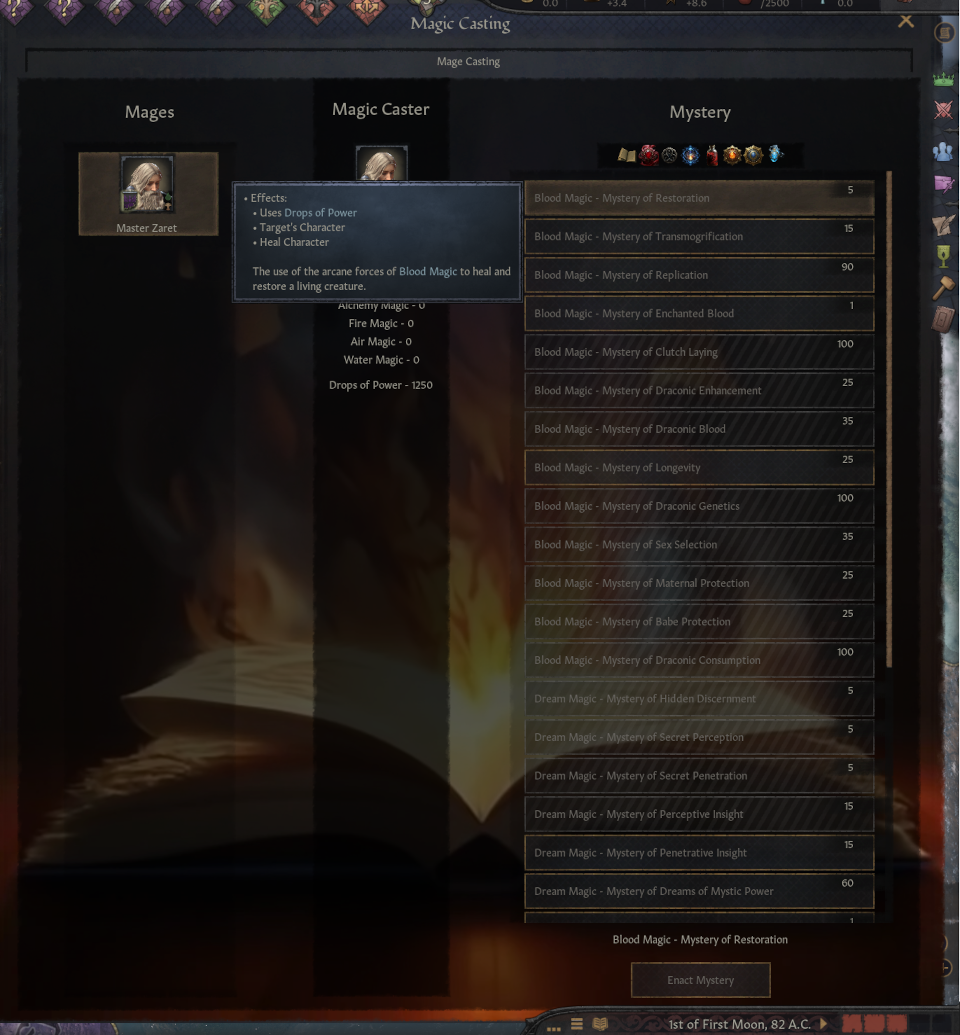 0.0
+3.4
+8.6
/2500
0.0
Magic Casting
Mage Casting
Mages
Magic Caster
Mystery
Master Zaret
• Effects:
• Uses Drops of Power
• Target's Character
• Heal Character
The use of the arcane forces of Blood Magic to heal and
restore a living creature.
Alchemy Magic - 0
Fire Magic - 0
Air Magic - 0
Water Magic - 0
Drops of Power - 1250
Blood Magic - Mystery of Restoration 5
Blood Magic - Mystery of Transmogrification 15
Blood Magic - Mystery of Replication 90
Blood Magic - Mystery of Enchanted Blood 1
Blood Magic - Mystery of Clutch Laying 100
Blood Magic - Mystery of Draconic Enhancement 25
Blood Magic - Mystery of Draconic Blood 35
Blood Magic - Mystery of Longevity 25
Blood Magic - Mystery of Draconic Genetics 100
Blood Magic - Mystery of Sex Selection 35
Blood Magic - Mystery of Maternal Protection 25
Blood Magic - Mystery of Babe Protection 25
Blood Magic - Mystery of Draconic Consumption 100
Dream Magic - Mystery of Hidden Discernment 5
Dream Magic - Mystery of Secret Perception 5
Dream Magic - Mystery of Secret Penetration 5
Dream Magic - Mystery of Perceptive Insight 15
Dream Magic - Mystery of Penetrative Insight 15
Dream Magic - Mystery of Dreams of Mystic Power 60
1
Blood Magic - Mystery of Restoration
Enact Mystery
1st of First Moon, 82 A.C.